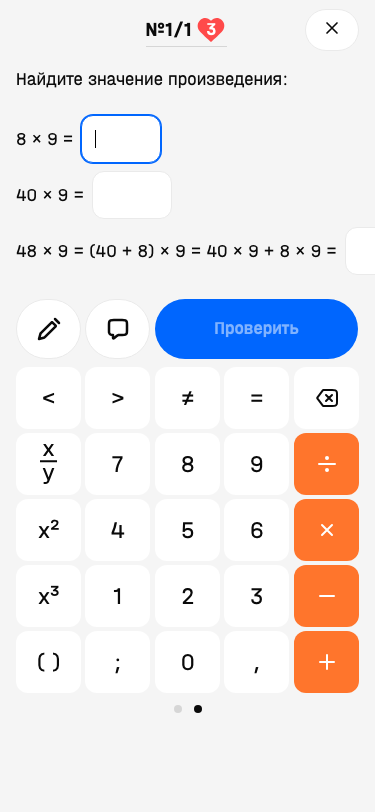 №1/1 3
Найдите значение произведения:
8 × 9 =
40 × 9 =
48 × 9 = (40 + 8) × 9 = 40 × 9 + 8 × 9 =
Проверить
< > ≠ =
x/y 7 8 9 ÷
x² 4 5 6 ×
x³ 1 2 3 −
( ) ; 0 , +